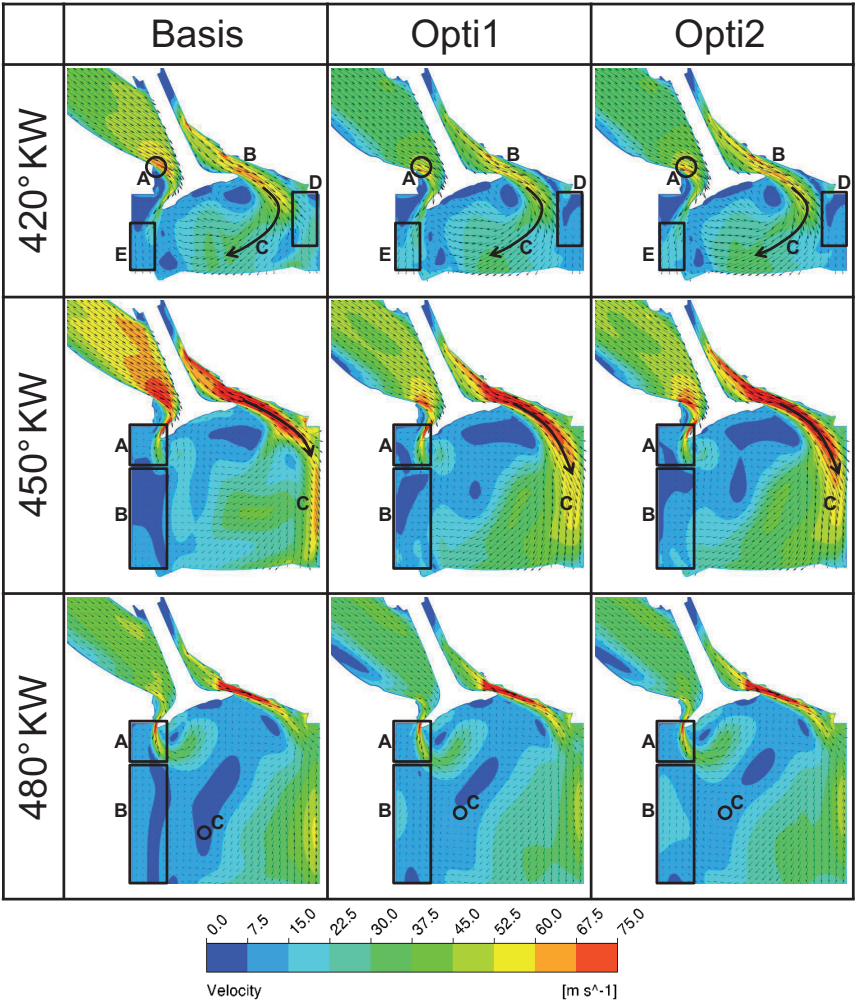 Basis Opti1 Opti2
420° KW
A B C D E
A B C D E
A B C D E
450° KW
A B C
A B C
A B C
480° KW
A B C
A B C
A B C
0.0 7.5 15.0 22.5 30.0 37.5 45.0 52.5 60.0 67.5 75.0
Velocity [m s^-1]